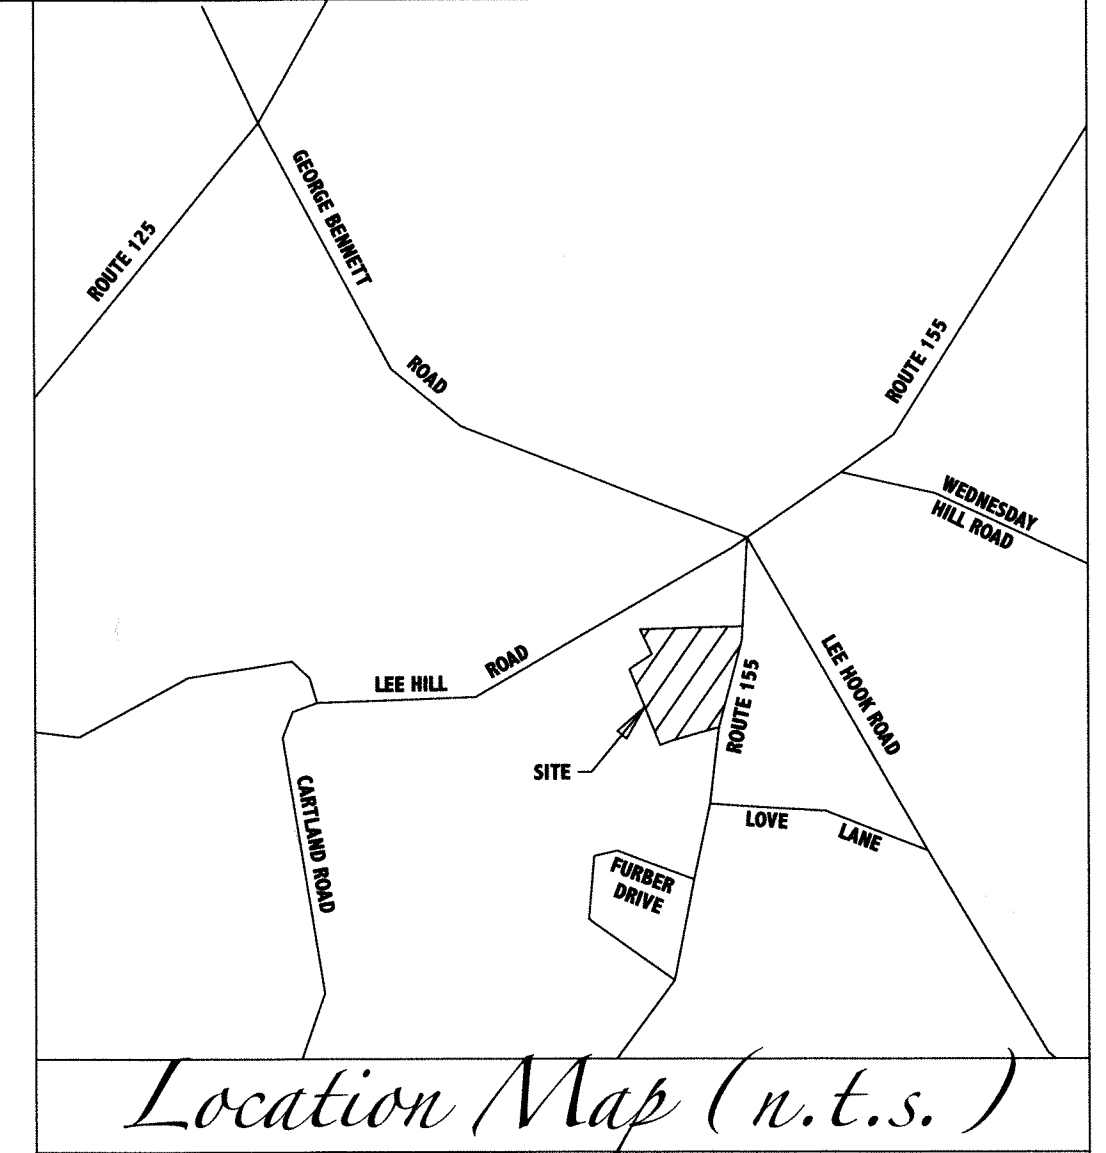 GEORGE BENNETT
ROUTE 125
ROUTE 155
ROAD
WEDNESDAY
HILL ROAD
LEE HILL
ROAD
LEE HOOK ROAD
ROUTE 155
SITE
CARTLAND ROAD
LOVE
LANE
FURBER
DRIVE
Location Map (n.t.s. )